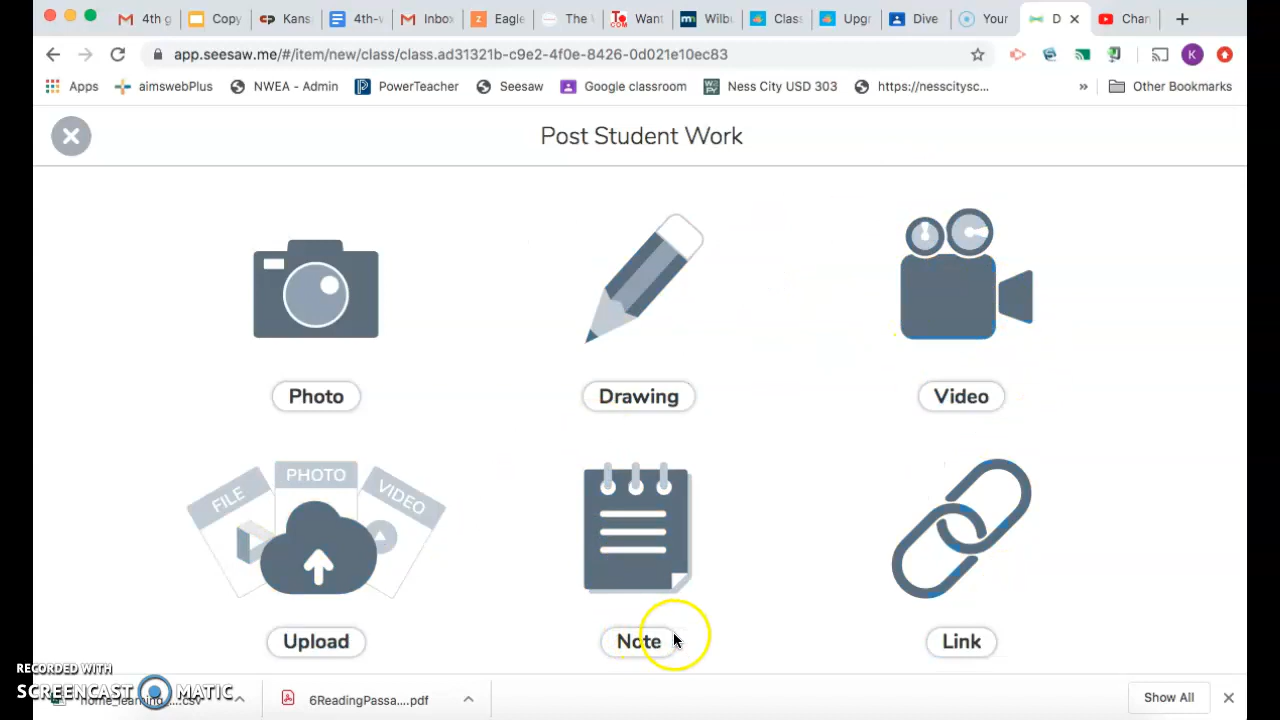 4th g
Copy
Kans
4th-v
Inbo
Eagle
The \
Want
Wilb
Class
Upgr
Dive
Your
D
Chan
app.seesaw.me/#/item/new/class/class.ad31321b-c9e2-4f0e-8426-0d021e10ec83
K
Apps
aimswebPlus
NWEA - Admin
PowerTeacher
Seesaw
Google classroom
Ness City USD 303
https://nesscitysc...
»
Other Bookmarks
Post Student Work
Photo
Drawing
Video
FILE
PHOTO
VIDEO
Upload
Note
Link
RECORDED WITH
SCREENCAST MATIC
home_learning_....csv
6ReadingPassa....pdf
Show All